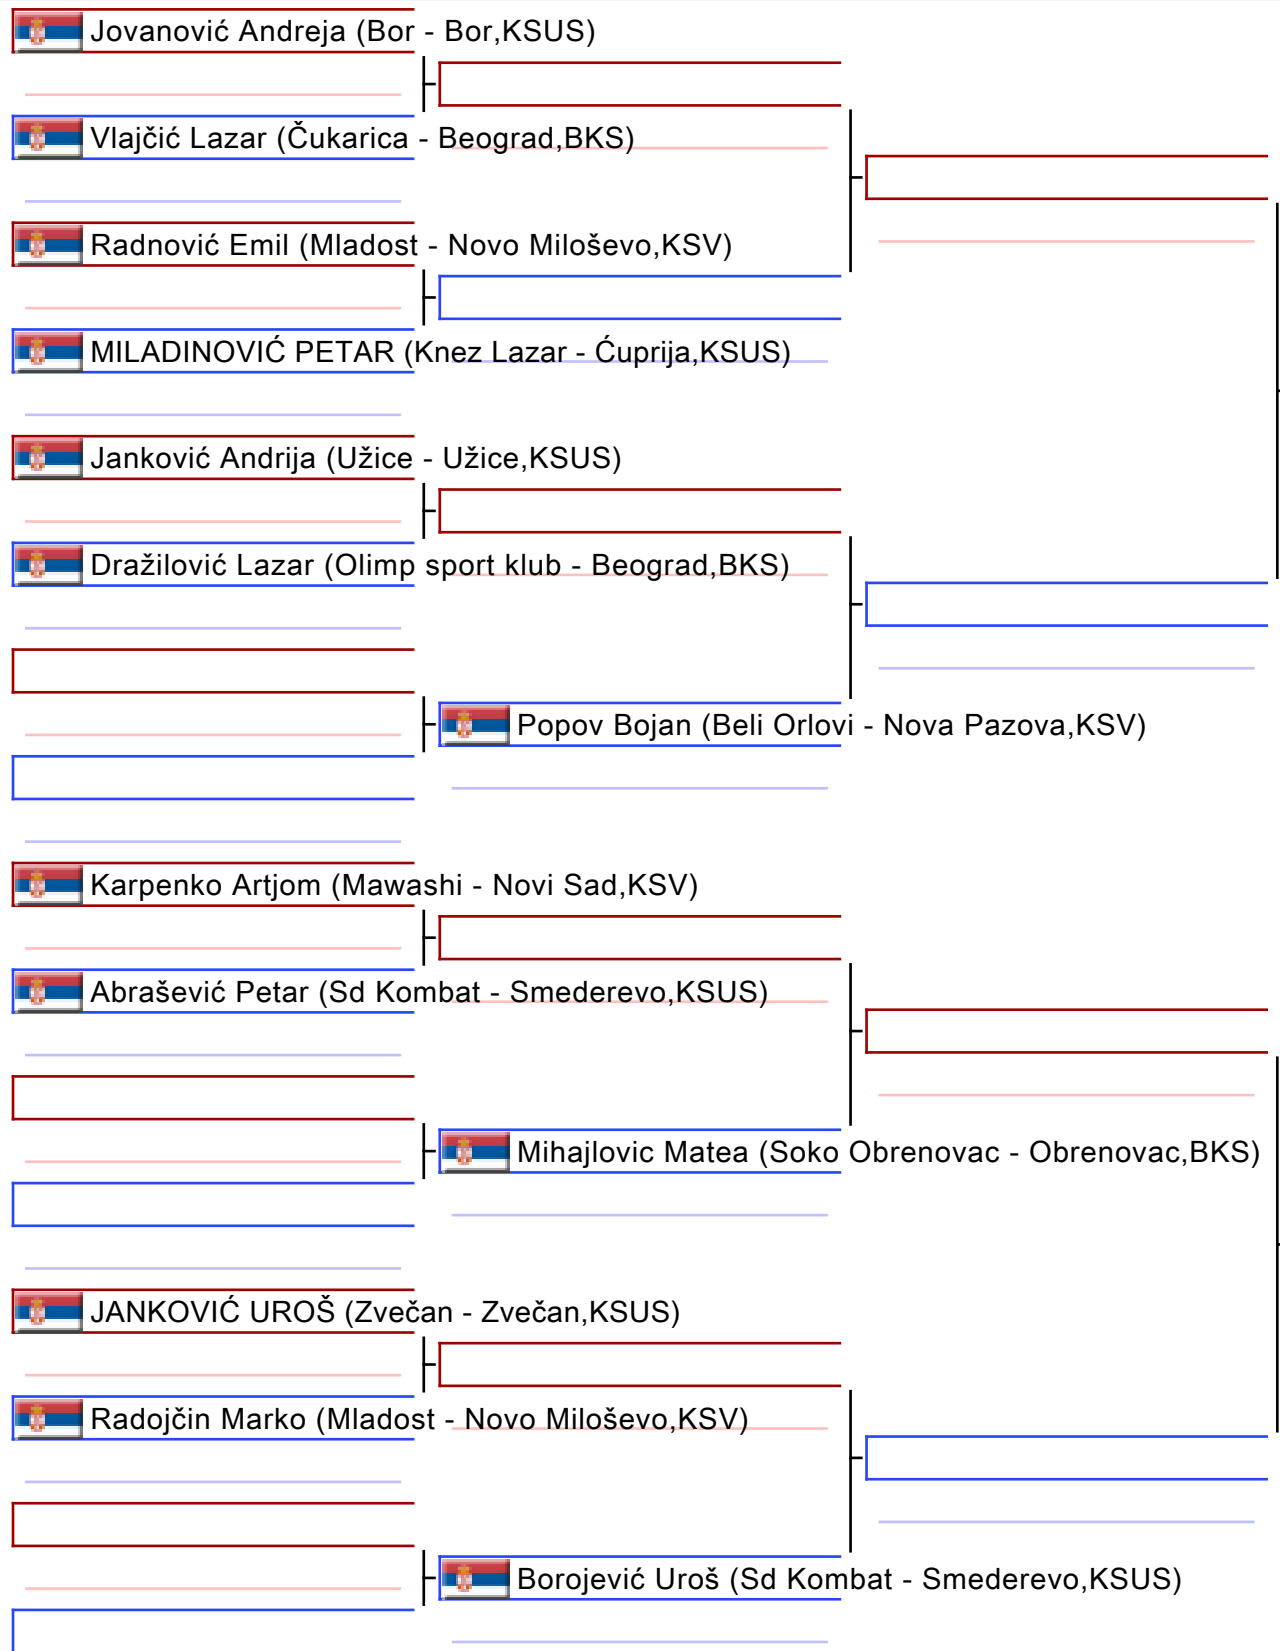 Jovanović Andreja (Bor - Bor,KSUS)
Vlajčić Lazar (Čukarica - Beograd,BKS)
Radnović Emil (Mladost - Novo Miloševo,KSV)
MILADINOVIĆ PETAR (Knez Lazar - Ćuprija,KSUS)
Janković Andrija (Užice - Užice,KSUS)
Dražilović Lazar (Olimp sport klub - Beograd,BKS)
Popov Bojan (Beli Orlovi - Nova Pazova,KSV)
Karpenko Artjom (Mawashi - Novi Sad,KSV)
Abrašević Petar (Sd Kombat - Smederevo,KSUS)
Mihajlovic Matea (Soko Obrenovac - Obrenovac,BKS)
JANKOVIĆ UROŠ (Zvečan - Zvečan,KSUS)
Radojčin Marko (Mladost - Novo Miloševo,KSV)
Borojević Uroš (Sd Kombat - Smederevo,KSUS)